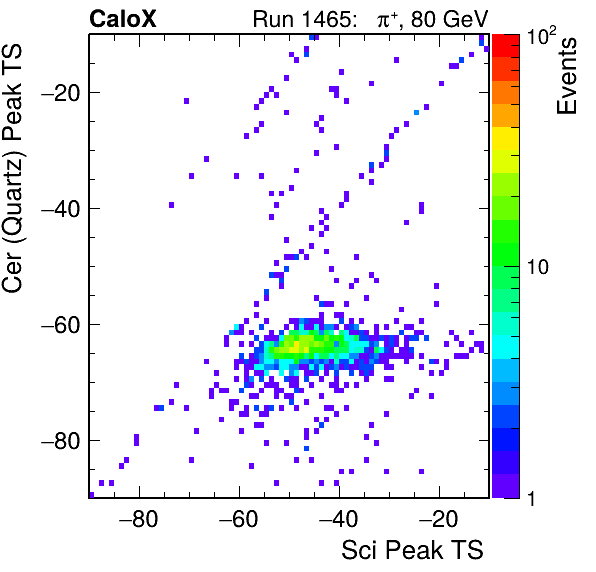 CaloX Run 1465: π⁺, 80 GeV
Cer (Quartz) Peak TS
−20
−40
−60
−80
−80 −60 −40 −20
Sci Peak TS
10²
10
1
Events